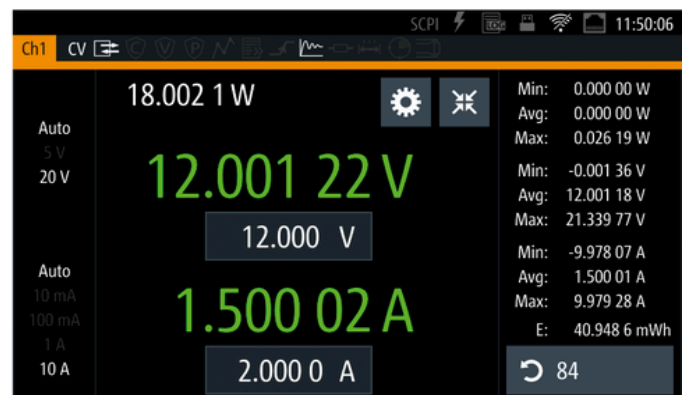 SCPI LOG 11:50:06
Ch1 CV C V P
18.002 1 W
Auto
5 V
20 V
12.001 22 V
12.000 V
Auto
10 mA
100 mA
1 A
10 A
1.500 02 A
2.000 0 A
Min: 0.000 00 W
Avg: 0.000 00 W
Max: 0.026 19 W
Min: -0.001 36 V
Avg: 12.001 18 V
Max: 21.339 77 V
Min: -9.978 07 A
Avg: 1.500 01 A
Max: 9.979 28 A
E: 40.948 6 mWh
84